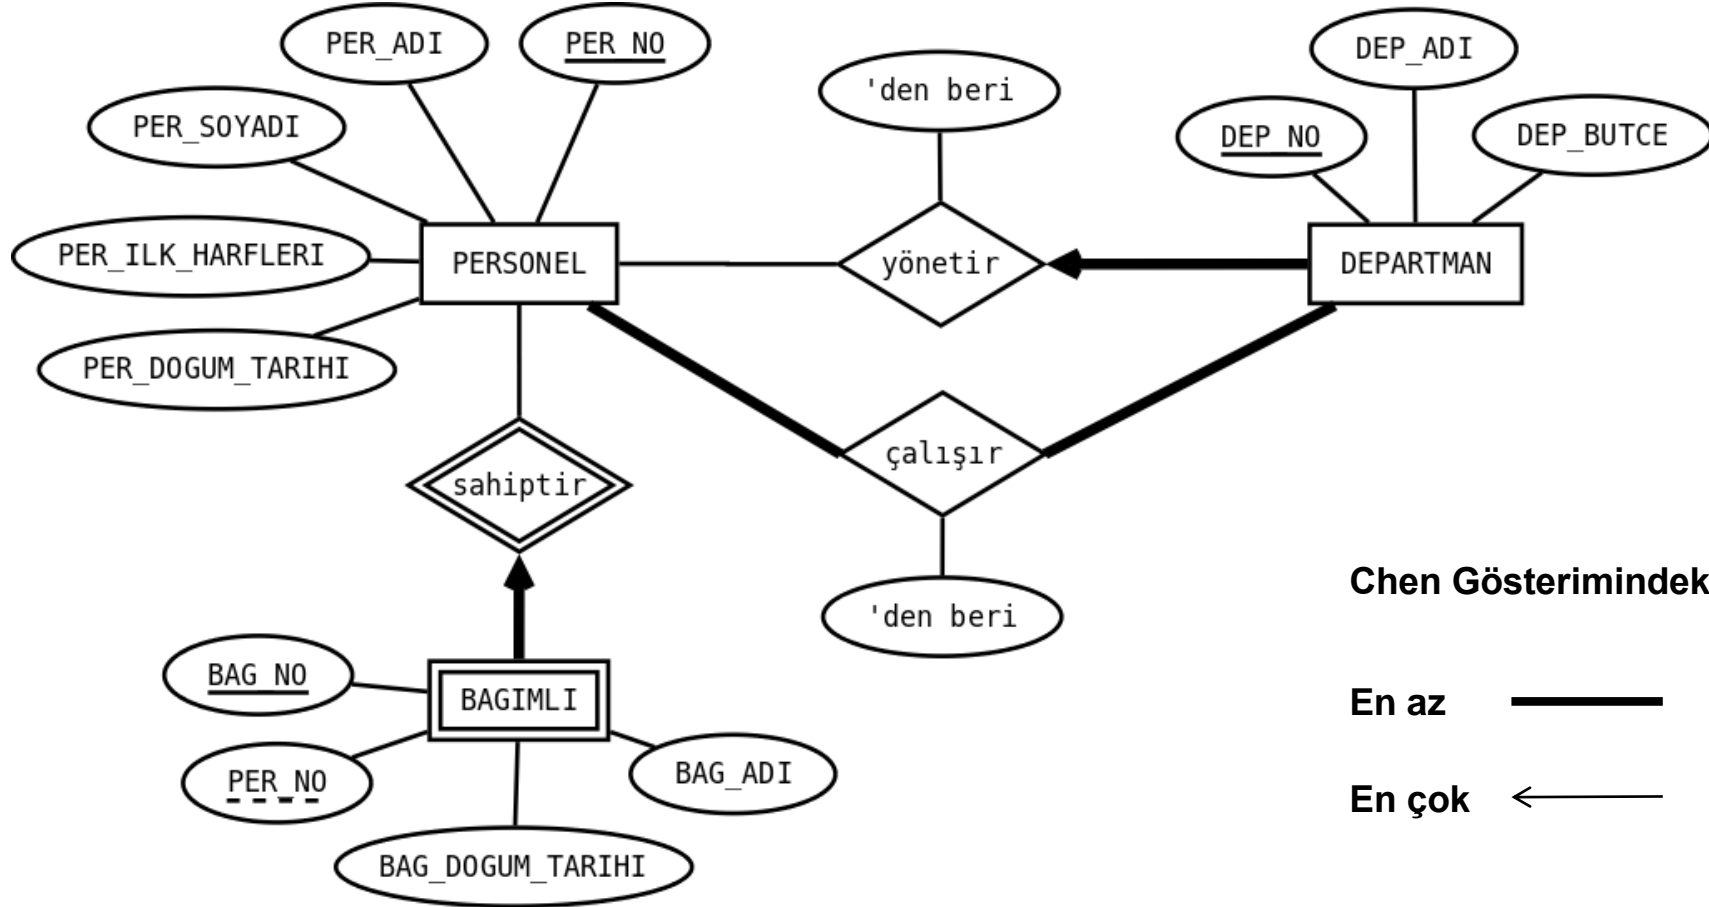 PER_ADI
PER_NO
DEP_ADI
'den beri
PER_SOYADI
DEP_NO
DEP_BUTCE
PER_ILK_HARFLERI
PERSONEL
yönetir
DEPARTMAN
PER_DOGUM_TARIHI
çalışır
sahiptir
Chen Gösterimindek
'den beri
BAG_NO
BAGIMLI
En az
PER_NO
BAG_ADI
En çok
BAG_DOGUM_TARIHI